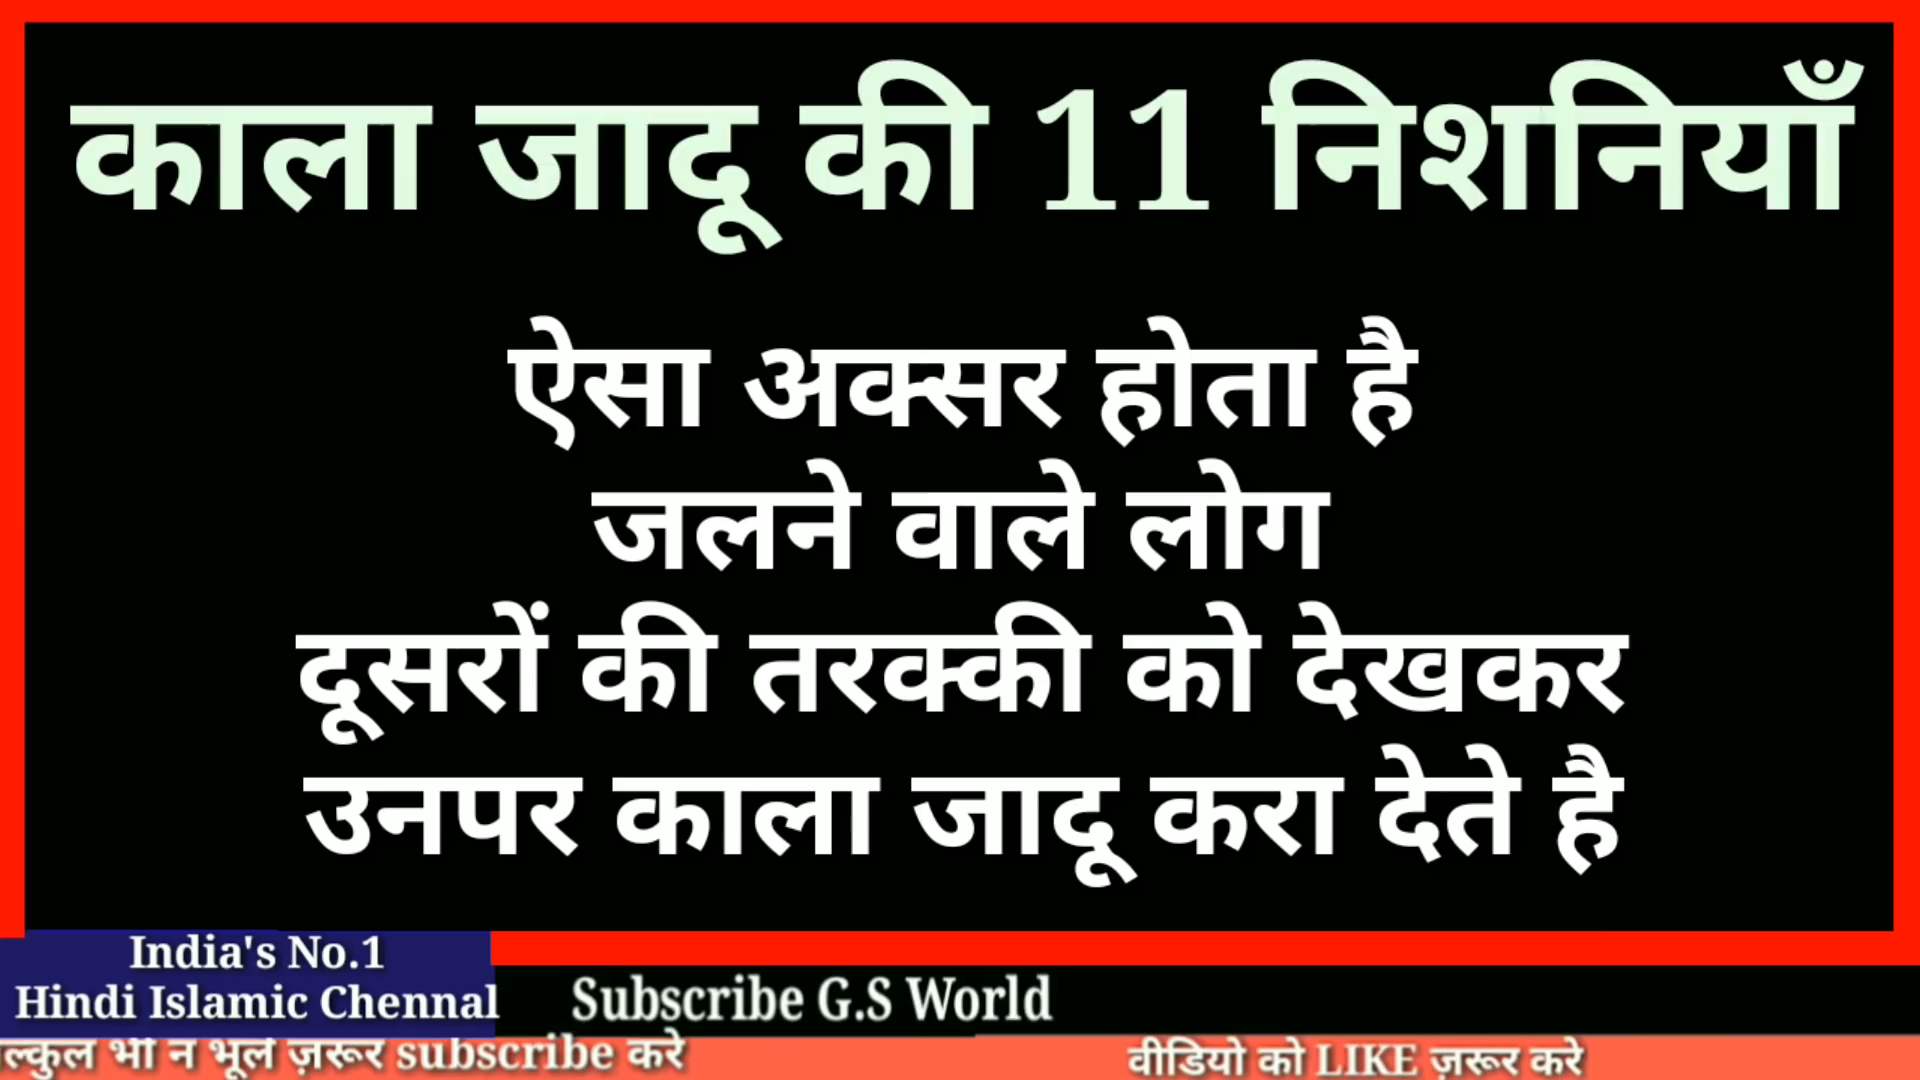 काला जादू की 11 निशनियाँ
ऐसा अक्सर होता है
जलने वाले लोग
दूसरों की तरक्की को देखकर
उनपर काला जादू करा देते है
India's No.1
Hindi Islamic Chennal
Subscribe G.S World
भी न भूले ज़रूर subscribe करे
वीडियो को LIKE ज़रूर करे